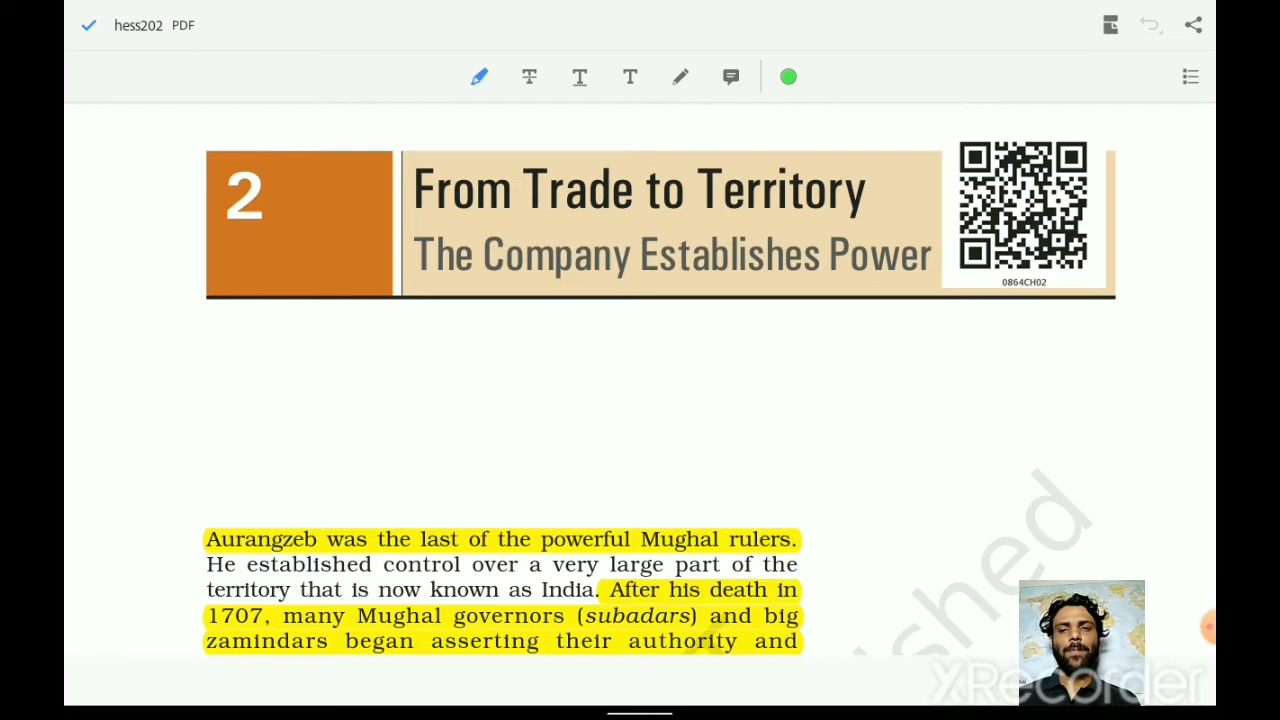 hess202 PDF
2
From Trade to Territory
The Company Establishes Power
0864CH02
Aurangzeb was the last of the powerful Mughal rulers.
He established control over a very large part of the
territory that is now known as India. After his death in
1707, many Mughal governors (subadars) and big
zamindars began asserting their authority and
shed
XRecorder